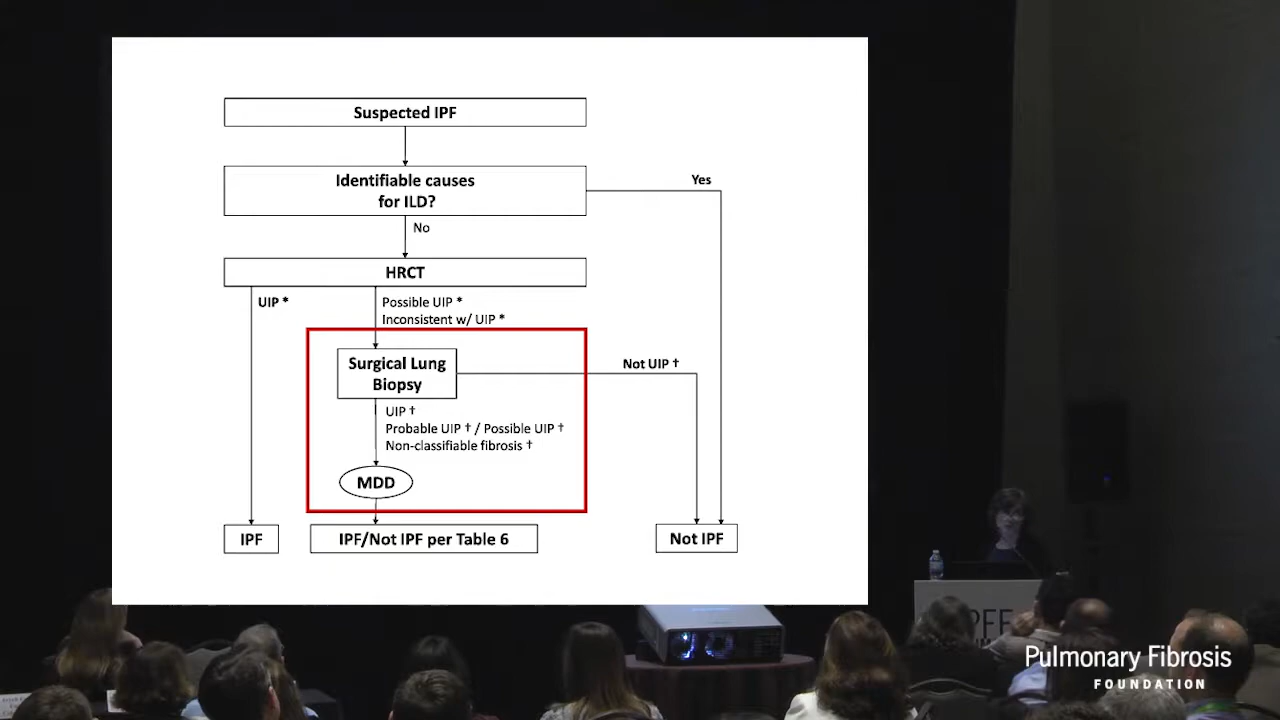 Suspected IPF
Identifiable causes
for ILD?
Yes
No
HRCT
UIP *
Possible UIP *
Inconsistent w/ UIP *
Surgical Lung
Biopsy
Not UIP †
UIP †
Probable UIP † / Possible UIP †
Non-classifiable fibrosis †
MDD
IPF
IPF/Not IPF per Table 6
Not IPF
Pulmonary Fibrosis
FOUNDATION